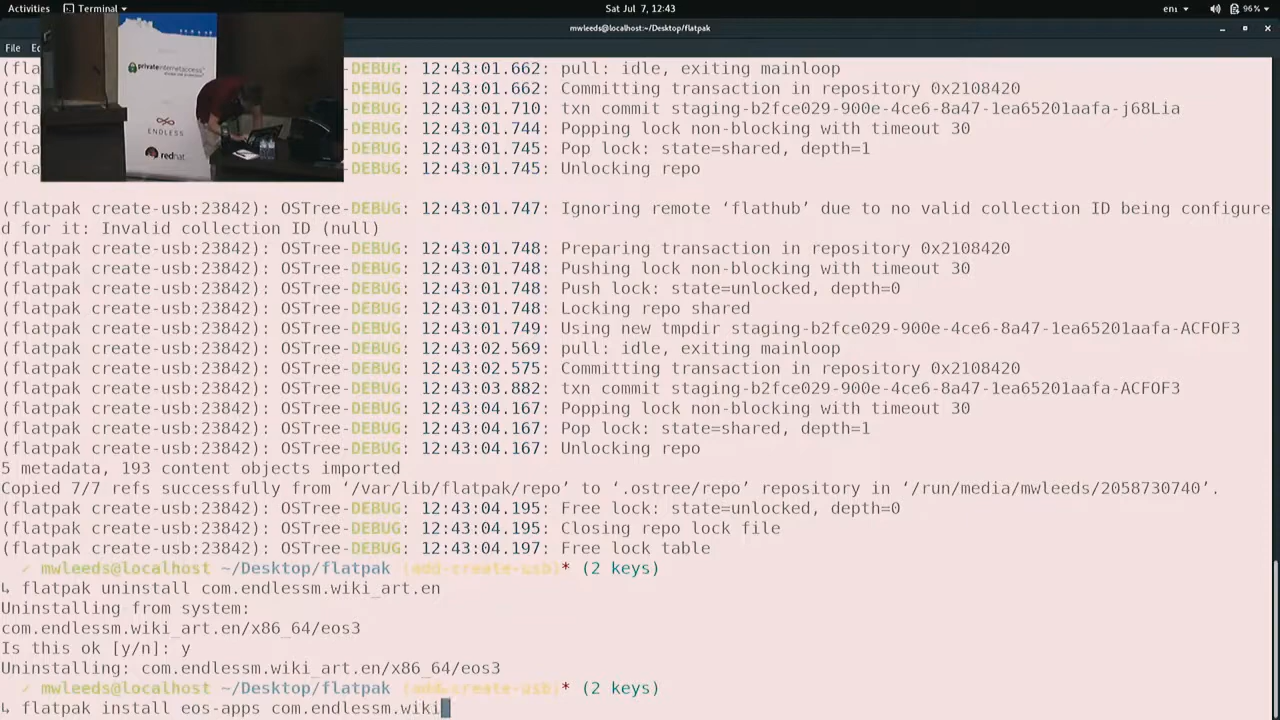 Activities Terminal Sat Jul 7, 12:43 en1 96%
mwleeds@localhost:~/Desktop/flatpak
File Ed
privateinternetaccess
ENDLESS
redhat
(fla DEBUG: 12:43:01.662: pull: idle, exiting mainloop
(fla DEBUG: 12:43:01.662: Committing transaction in repository 0x2108420
(fla DEBUG: 12:43:01.710: txn commit staging-b2fce029-900e-4ce6-8a47-1ea65201aafa-j68Lia
(fla DEBUG: 12:43:01.744: Popping lock non-blocking with timeout 30
(fla DEBUG: 12:43:01.745: Pop lock: state=shared, depth=1
(fla DEBUG: 12:43:01.745: Unlocking repo
(flatpak create-usb:23842): OSTree-DEBUG: 12:43:01.747: Ignoring remote ‘flathub’ due to no valid collection ID being configure
d for it: Invalid collection ID (null)
(flatpak create-usb:23842): OSTree-DEBUG: 12:43:01.748: Preparing transaction in repository 0x2108420
(flatpak create-usb:23842): OSTree-DEBUG: 12:43:01.748: Pushing lock non-blocking with timeout 30
(flatpak create-usb:23842): OSTree-DEBUG: 12:43:01.748: Push lock: state=unlocked, depth=0
(flatpak create-usb:23842): OSTree-DEBUG: 12:43:01.748: Locking repo shared
(flatpak create-usb:23842): OSTree-DEBUG: 12:43:01.749: Using new tmpdir staging-b2fce029-900e-4ce6-8a47-1ea65201aafa-ACFOF3
(flatpak create-usb:23842): OSTree-DEBUG: 12:43:02.569: pull: idle, exiting mainloop
(flatpak create-usb:23842): OSTree-DEBUG: 12:43:02.575: Committing transaction in repository 0x2108420
(flatpak create-usb:23842): OSTree-DEBUG: 12:43:03.882: txn commit staging-b2fce029-900e-4ce6-8a47-1ea65201aafa-ACFOF3
(flatpak create-usb:23842): OSTree-DEBUG: 12:43:04.167: Popping lock non-blocking with timeout 30
(flatpak create-usb:23842): OSTree-DEBUG: 12:43:04.167: Pop lock: state=shared, depth=1
(flatpak create-usb:23842): OSTree-DEBUG: 12:43:04.167: Unlocking repo
5 metadata, 193 content objects imported
Copied 7/7 refs successfully from ‘/var/lib/flatpak/repo’ to ‘.ostree/repo’ repository in ‘/run/media/mwleeds/2058730740’.
(flatpak create-usb:23842): OSTree-DEBUG: 12:43:04.195: Free lock: state=unlocked, depth=0
(flatpak create-usb:23842): OSTree-DEBUG: 12:43:04.195: Closing repo lock file
(flatpak create-usb:23842): OSTree-DEBUG: 12:43:04.197: Free lock table
✓ mwleeds@localhost ~/Desktop/flatpak (add-create-usb)* (2 keys)
↳ flatpak uninstall com.endlessm.wiki_art.en
Uninstalling from system:
com.endlessm.wiki_art.en/x86_64/eos3
Is this ok [y/n]: y
Uninstalling: com.endlessm.wiki_art.en/x86_64/eos3
✓ mwleeds@localhost ~/Desktop/flatpak (add-create-usb)* (2 keys)
↳ flatpak install eos-apps com.endlessm.wiki